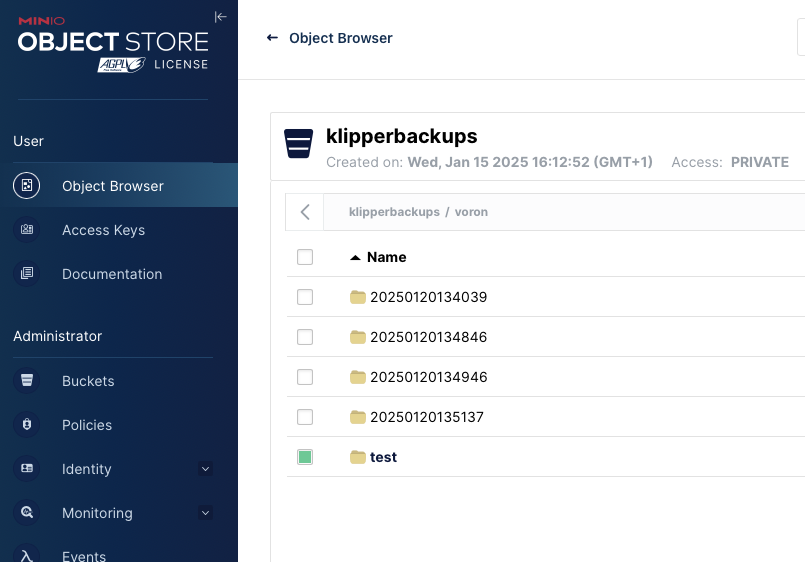 MINIO
OBJECT STORE
AGPL LICENSE
User
Object Browser
Access Keys
Documentation
Administrator
Buckets
Policies
Identity
Monitoring
Events
Object Browser
klipperbackups
Created on: Wed, Jan 15 2025 16:12:52 (GMT+1) Access: PRIVATE
klipperbackups / voron
Name
20250120134039
20250120134846
20250120134946
20250120135137
test